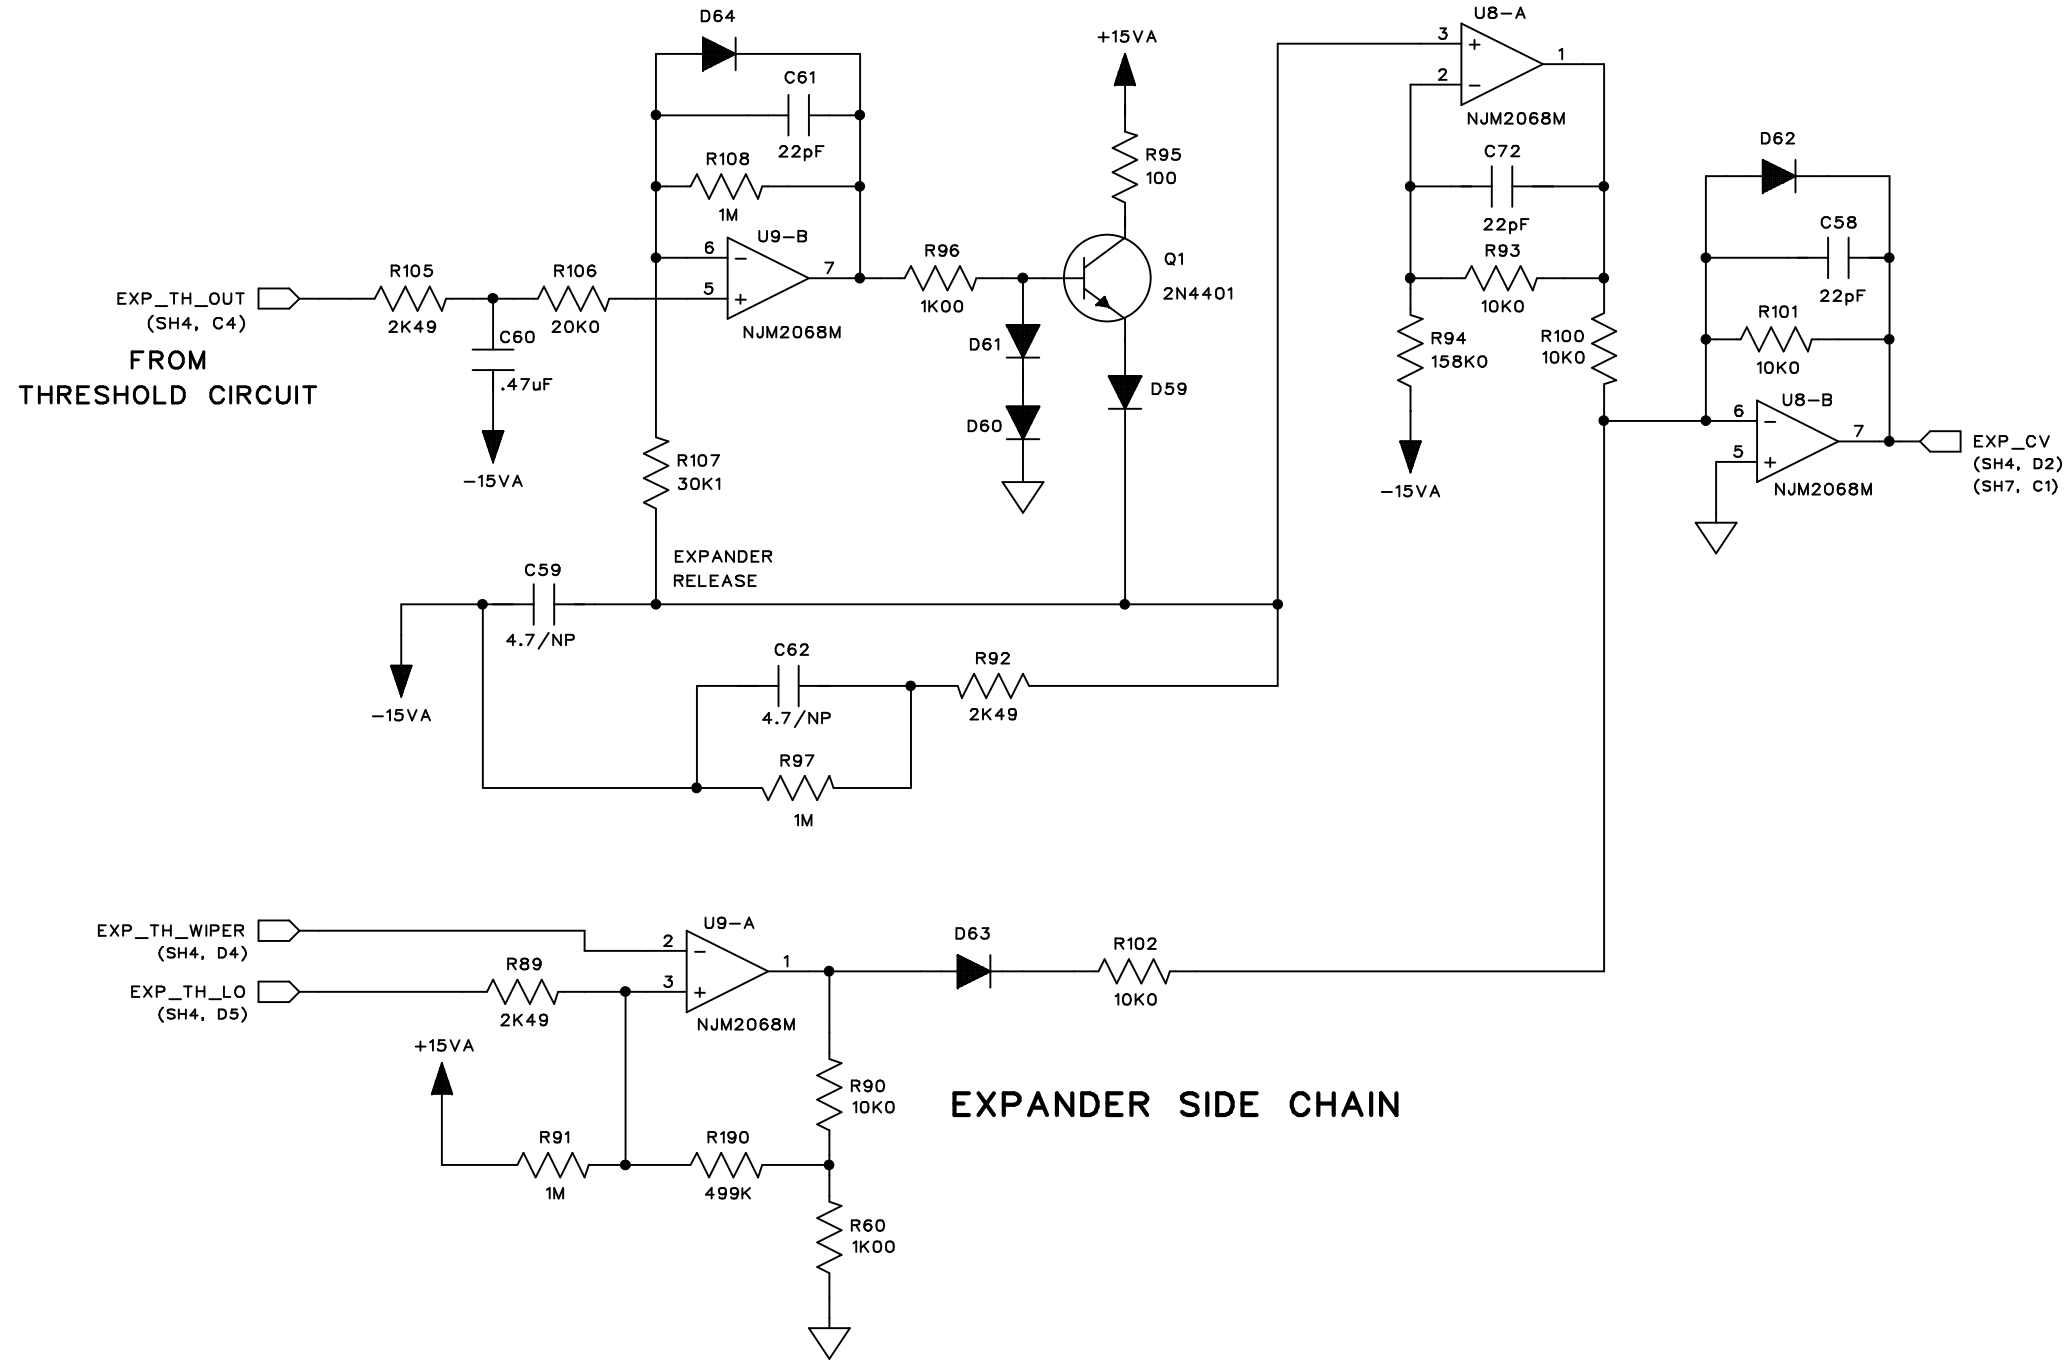 D64
C61
22pF
R108
1M
U9-B
6
5
7
NJM2068M
EXP_TH_OUT
(SH4, C4)
FROM
THRESHOLD CIRCUIT
R105
2K49
R106
20K0
C60
.47uF
-15VA
R107
30K1
R96
1K00
D61
D60
+15VA
R95
100
Q1
2N4401
D59
U8-A
3
2
1
NJM2068M
C72
22pF
R93
10K0
R94
158K0
-15VA
R100
10K0
D62
C58
22pF
R101
10K0
U8-B
6
5
7
NJM2068M
EXP_CV
(SH4, D2)
(SH7, C1)
EXPANDER
RELEASE
C59
4.7/NP
-15VA
C62
4.7/NP
R92
2K49
R97
1M
EXP_TH_WIPER
(SH4, D4)
EXP_TH_LO
(SH4, D5)
R89
2K49
U9-A
2
3
1
NJM2068M
D63
R102
10K0
+15VA
R91
1M
R190
499K
R90
10K0
R60
1K00
EXPANDER SIDE CHAIN